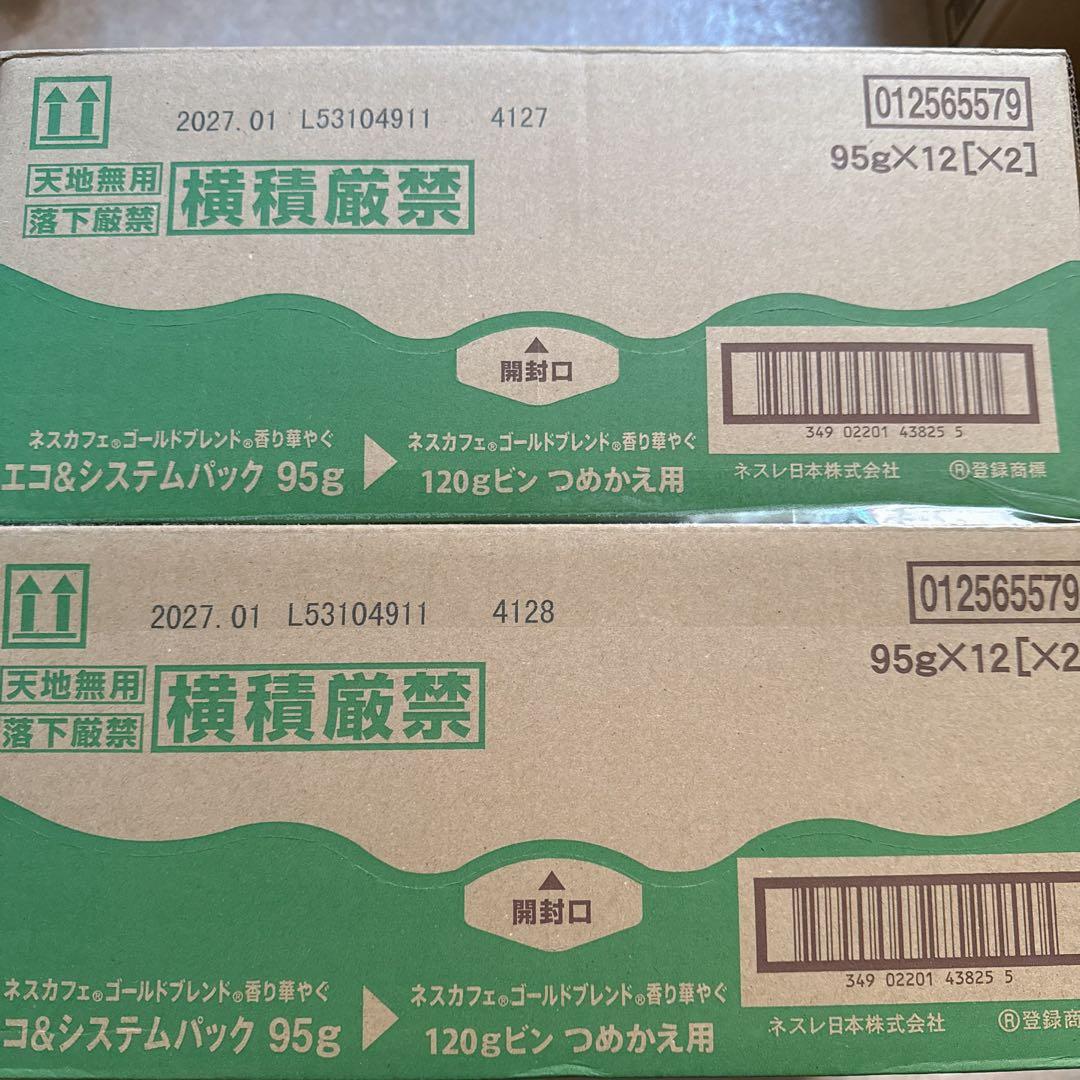 2027.01 L53104911 4127
012565579
95g×12[×2]
天地無用
落下厳禁
横積厳禁
開封口
349 02201 43825 5
ネスカフェ®ゴールドブレンド®香り華やぐ
エコ&システムパック 95g
ネスカフェ®ゴールドブレンド®香り華やぐ
120gビン つめかえ用
ネスレ日本株式会社
®登録商標
2027.01 L53104911 4128
012565579
95g×12[×2
天地無用
落下厳禁
横積厳禁
開封口
349 02201 43825 5
ネスカフェ®ゴールドブレンド®香り華やぐ
コ&システムパック 95g
ネスカフェ®ゴールドブレンド®香り華やぐ
120gビン つめかえ用
ネスレ日本株式会社
®登録商